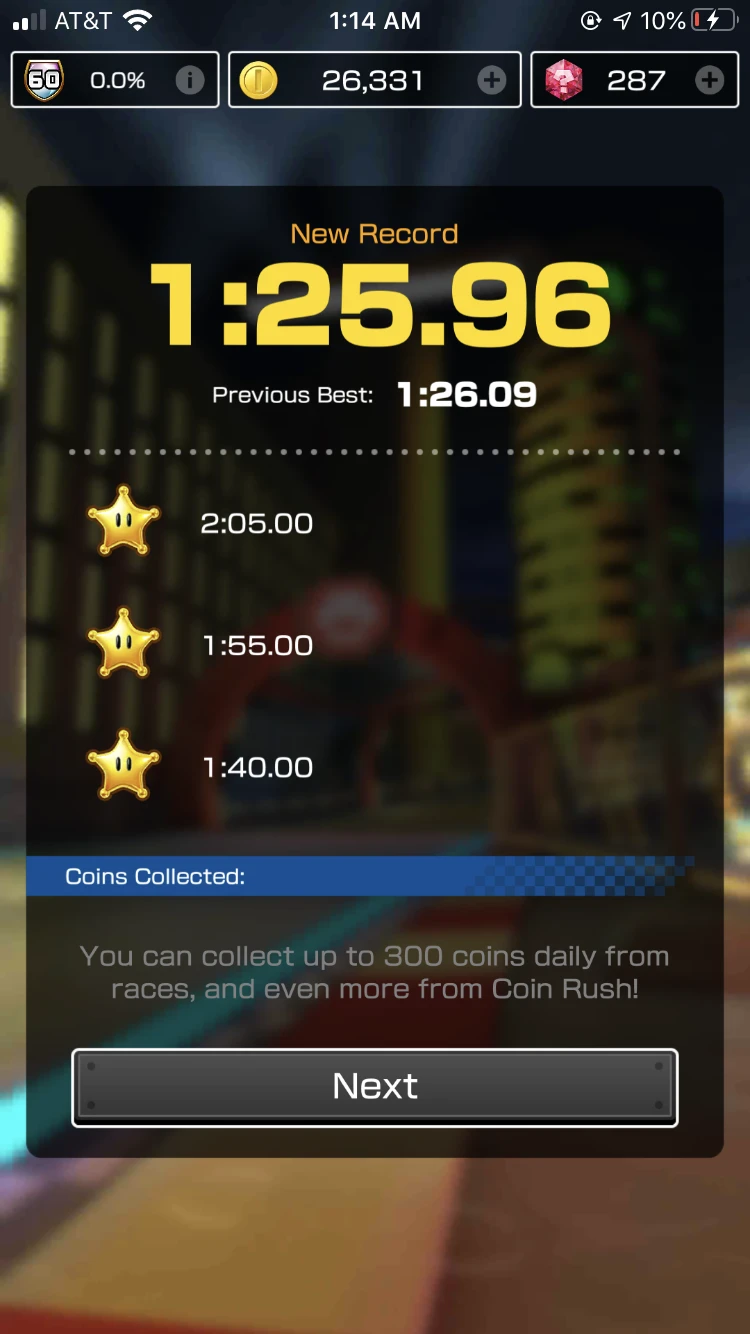 AT&T 1:14 AM 10%
60 0.0% i 26,331 + 287 +
New Record
1:25.96
Previous Best: 1:26.09
2:05.00
1:55.00
1:40.00
Coins Collected:
You can collect up to 300 coins daily from
races, and even more from Coin Rush!
Next